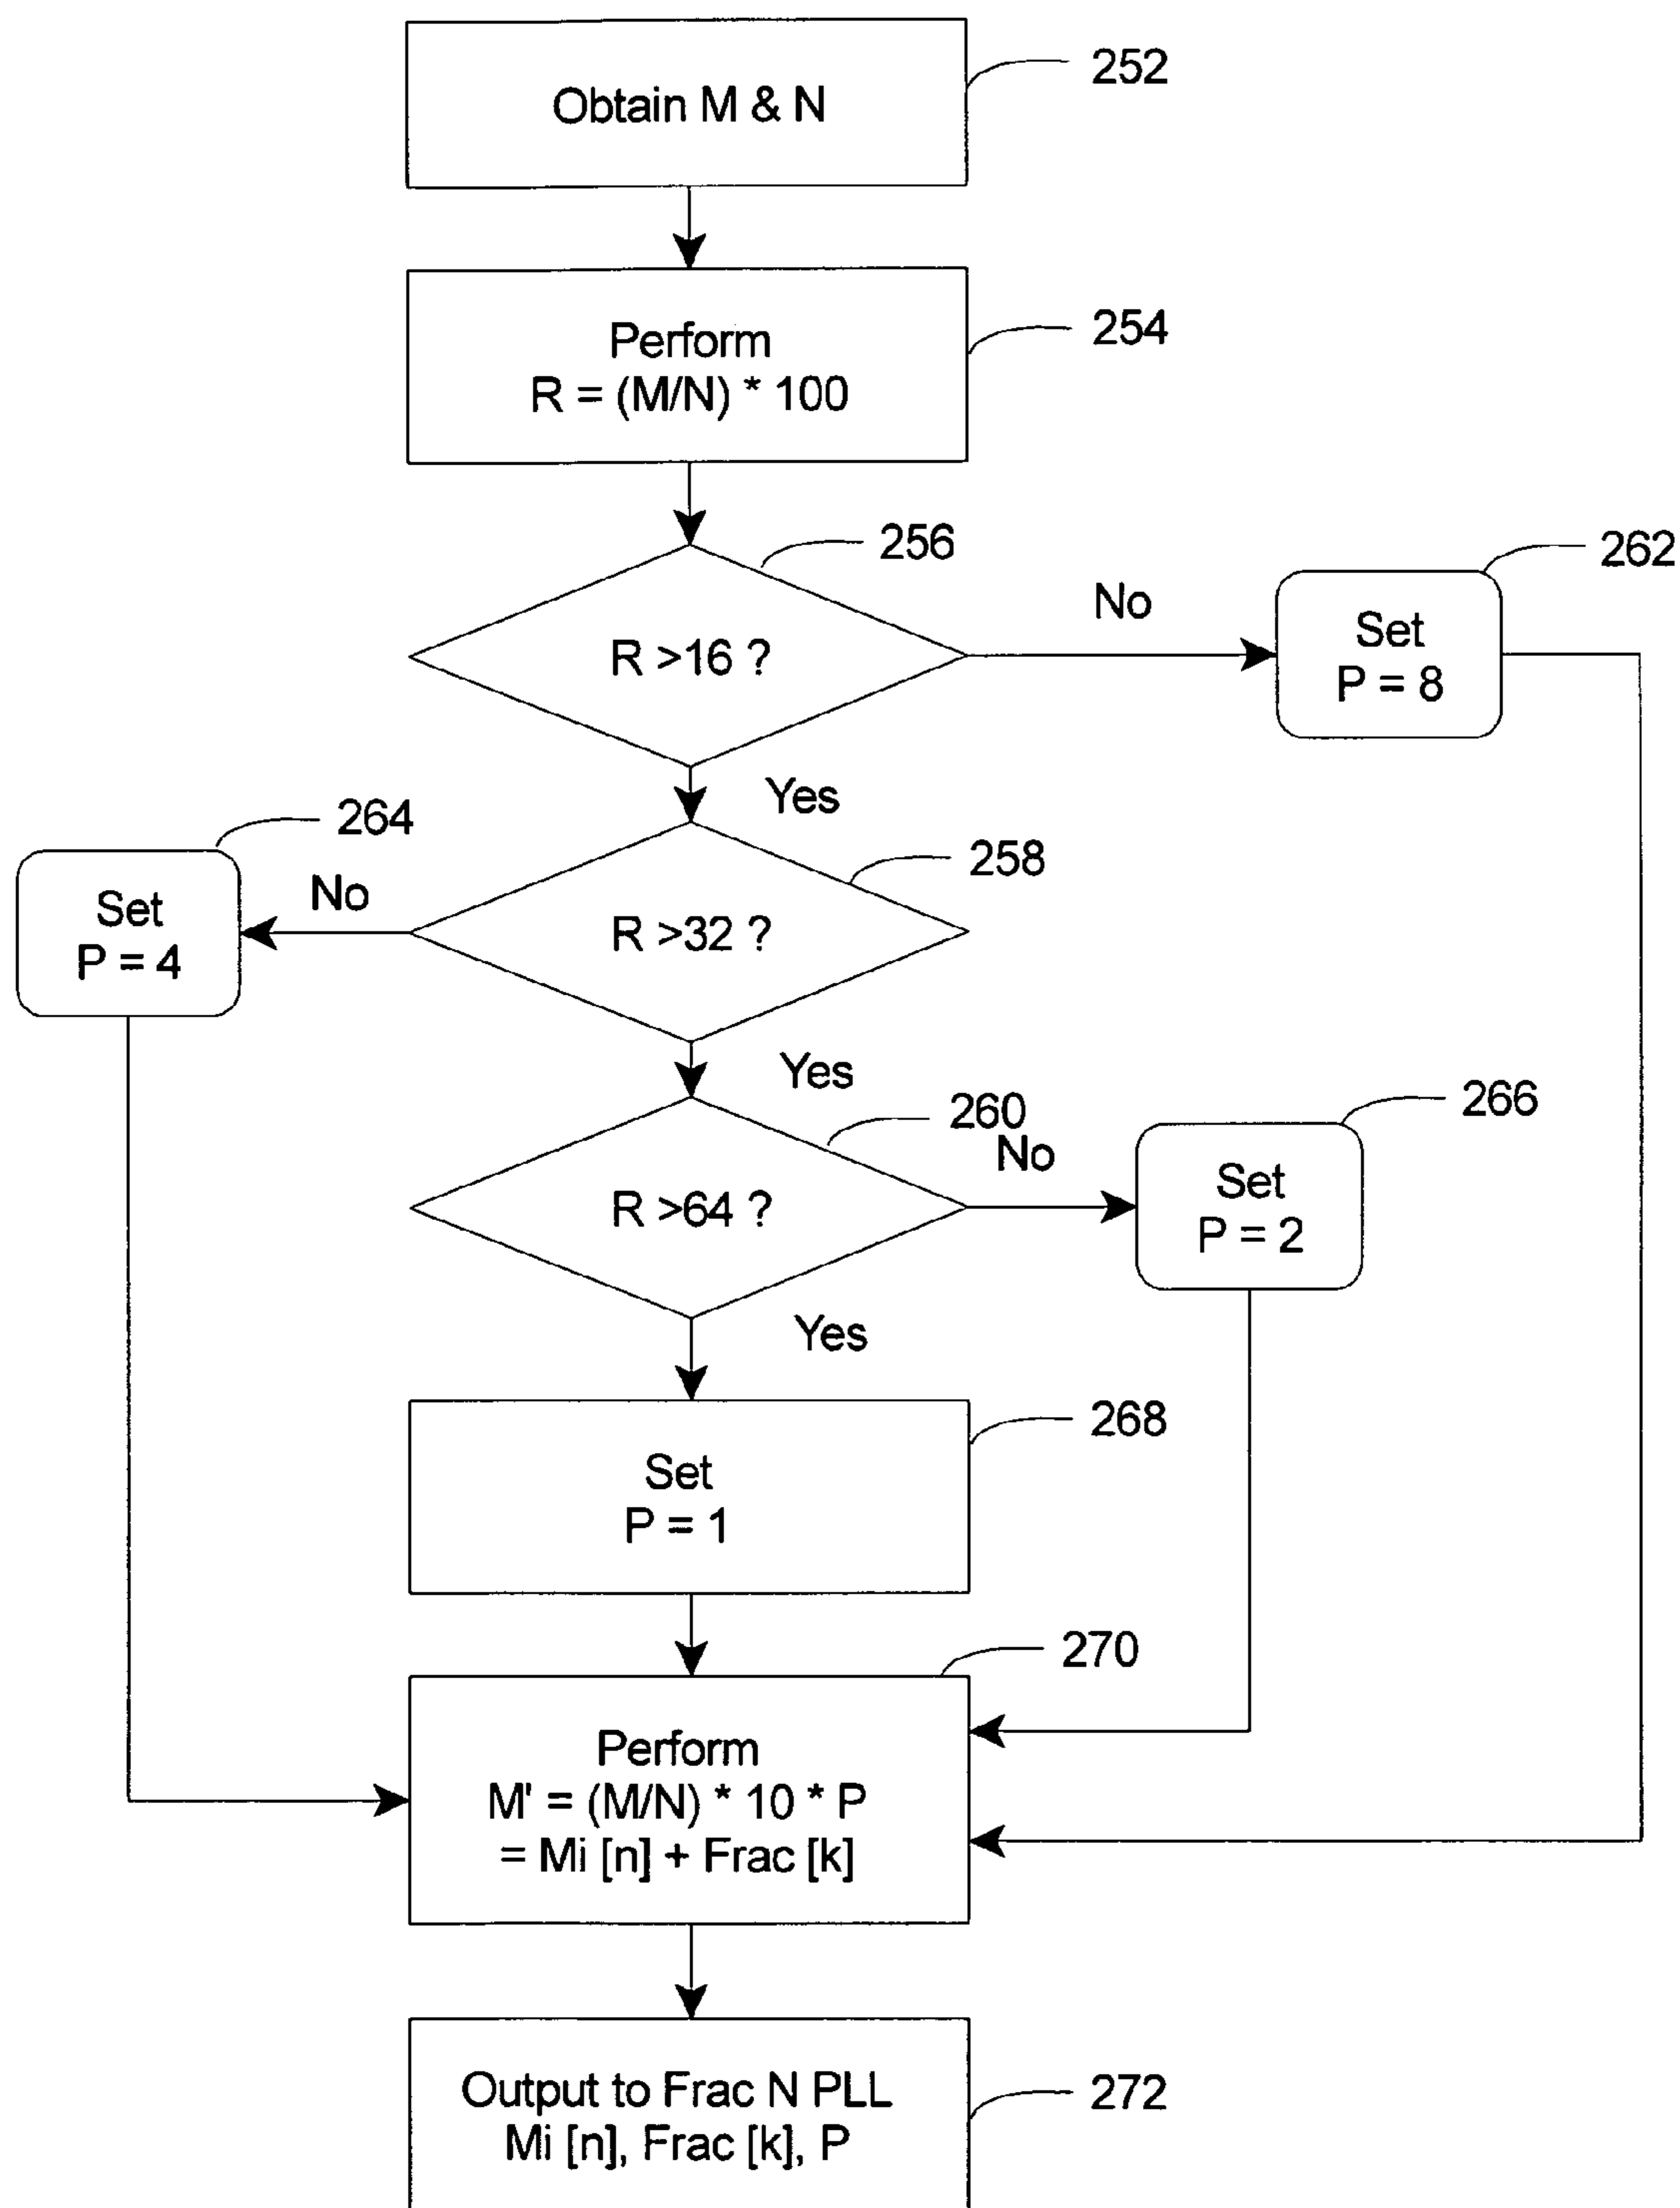 Obtain M & N
252
Perform
R = (M/N) * 100
254
256
R >16 ?
No
262
Set
P = 8
Yes
264
Set
P = 4
No
258
R >32 ?
Yes
260
R >64 ?
No
266
Set
P = 2
Yes
268
Set
P = 1
270
Perform
M' = (M/N) * 10 * P
= Mi [n] + Frac [k]
Output to Frac N PLL
Mi [n], Frac [k], P
272